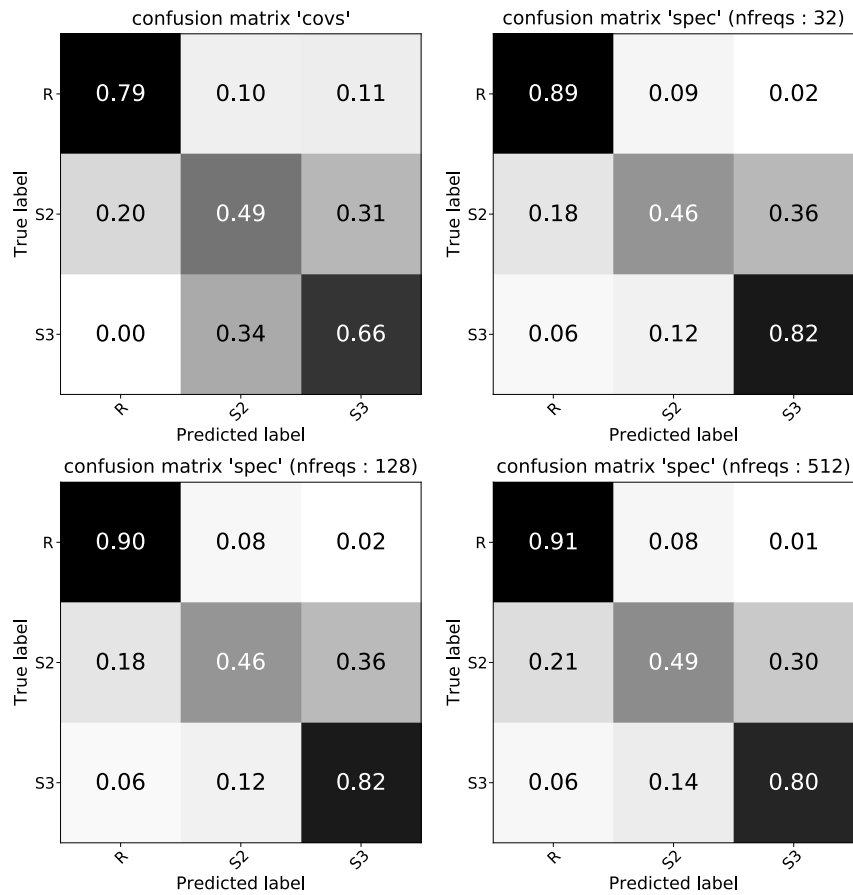 confusion matrix 'covs'
True label
R
0.79 0.10 0.11
S2
0.20 0.49 0.31
S3
0.00 0.34 0.66
R S2 S3
Predicted label
confusion matrix 'spec' (nfreqs : 32)
True label
R
0.89 0.09 0.02
S2
0.18 0.46 0.36
S3
0.06 0.12 0.82
R S2 S3
Predicted label
confusion matrix 'spec' (nfreqs : 128)
True label
R
0.90 0.08 0.02
S2
0.18 0.46 0.36
S3
0.06 0.12 0.82
R S2 S3
Predicted label
confusion matrix 'spec' (nfreqs : 512)
True label
R
0.91 0.08 0.01
S2
0.21 0.49 0.30
S3
0.06 0.14 0.80
R S2 S3
Predicted label